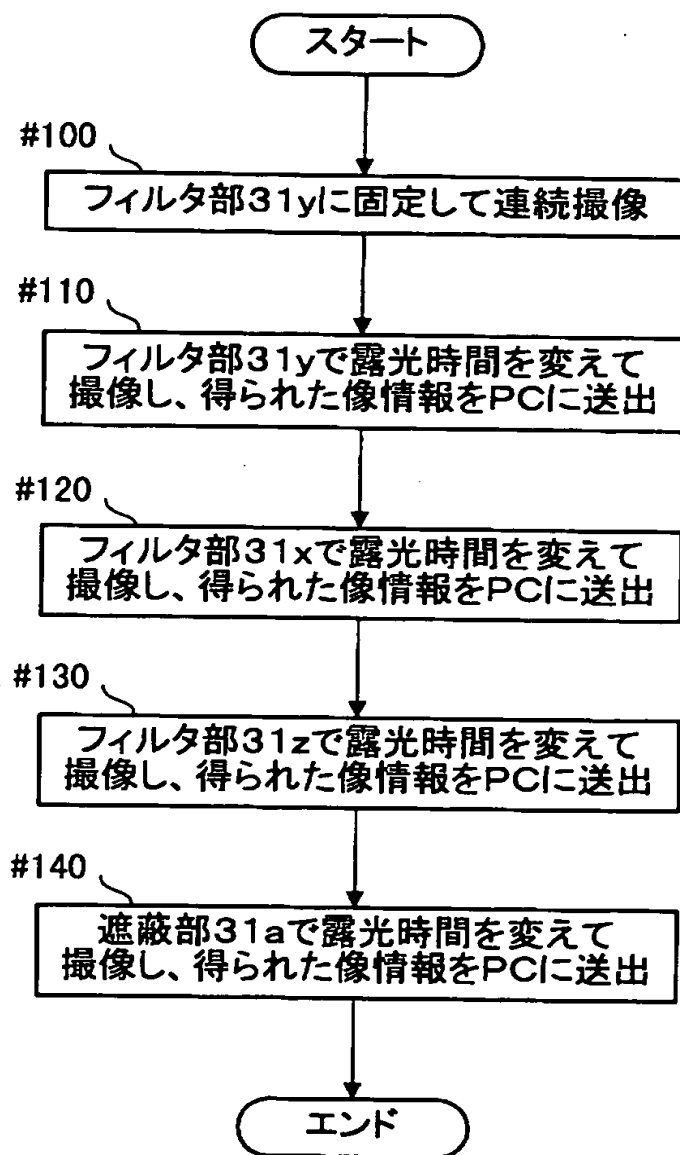 スタート
#100
フィルタ部31yに固定して連続撮像
#110
フィルタ部31yで露光時間を変えて
撮像し、得られた像情報をPCに送出
#120
フィルタ部31xで露光時間を変えて
撮像し、得られた像情報をPCに送出
#130
フィルタ部31zで露光時間を変えて
撮像し、得られた像情報をPCに送出
#140
遮蔽部31aで露光時間を変えて
撮像し、得られた像情報をPCに送出
エンド